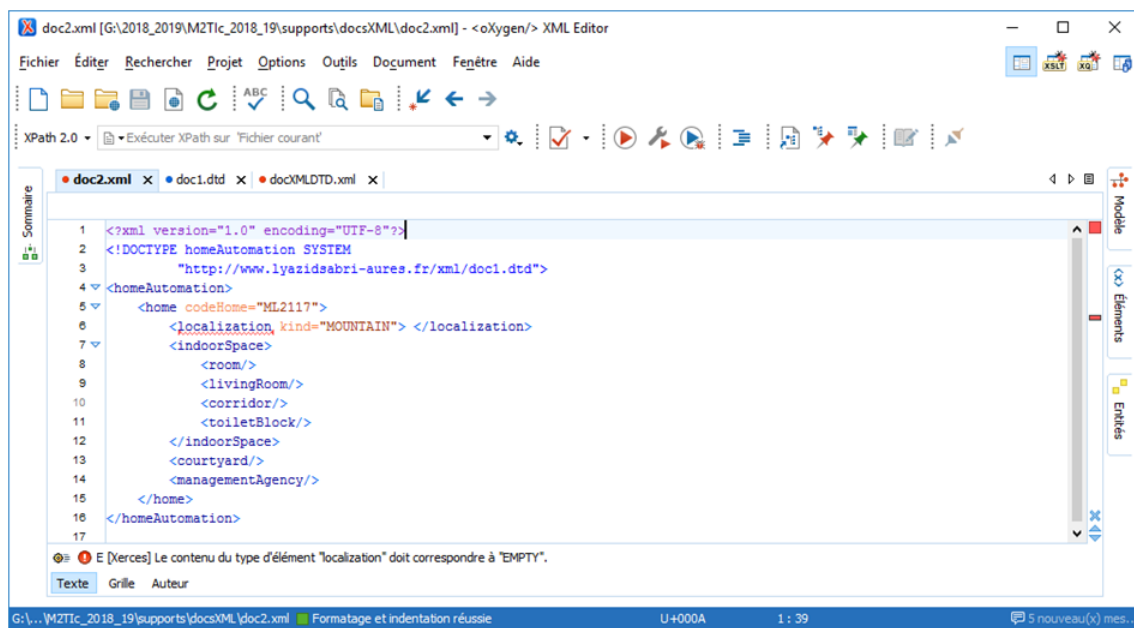 doc2.xml [G:\2018_2019\M2TIc_2018_19\supports\docsXML\doc2.xml] - <oXygen/> XML Editor
Fichier Éditer Rechercher Projet Options Outils Document Fenêtre Aide
XSLT XQ
ABC
XPath 2.0 Exécuter XPath sur 'Fichier courant'
doc2.xml doc1.dtd docXMLDTD.xml
Sommaire
Modèle
Éléments
Entités
1 <?xml version="1.0" encoding="UTF-8"?>
2 <!DOCTYPE homeAutomation SYSTEM
3 "http://www.lyazidsabri-aures.fr/xml/doc1.dtd">
4 <homeAutomation>
5 <home codeHome="ML2117">
6 <localization kind="MOUNTAIN"> </localization>
7 <indoorSpace>
8 <room/>
9 <livingRoom/>
10 <corridor/>
11 <toiletBlock/>
12 </indoorSpace>
13 <courtyard/>
14 <managementAgency/>
15 </home>
16 </homeAutomation>
17
E [Xerces] Le contenu du type d'élément "localization" doit correspondre à "EMPTY".
Texte Grille Auteur
G:\...\M2TIc_2018_19\supports\docsXML\doc2.xml Formatage et indentation réussie U+000A 1 : 39 5 nouveau(x) mes...